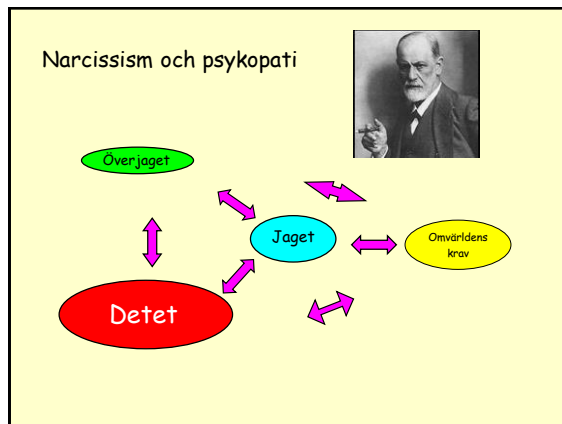 Narcissism och psykopati
Överjaget
Jaget
Omvärldens
krav
Detet